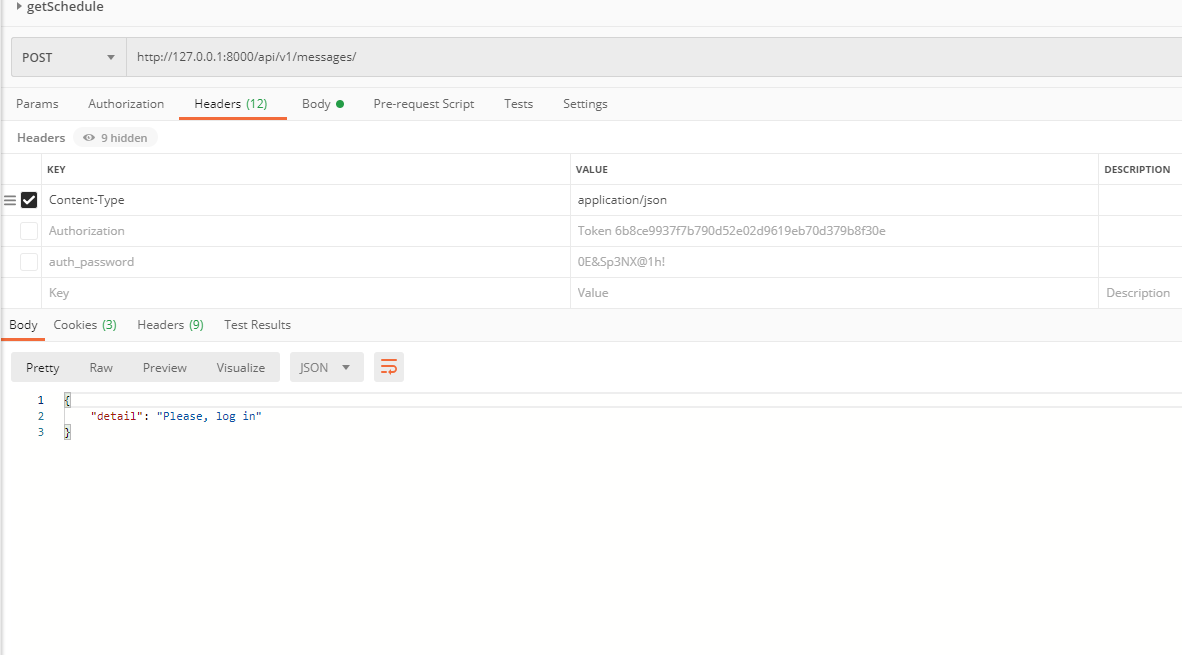 getSchedule
POST http://127.0.0.1:8000/api/v1/messages/
Params Authorization Headers (12) Body Pre-request Script Tests Settings
Headers 9 hidden
KEY VALUE DESCRIPTION
Content-Type application/json
Authorization Token 6b8ce9937f7b790d52e02d9619eb70d379b8f30e
auth_password 0E&Sp3NX@1h!
Key Value Description
Body Cookies (3) Headers (9) Test Results
Pretty Raw Preview Visualize JSON
1 {
2 "detail": "Please, log in"
3 }